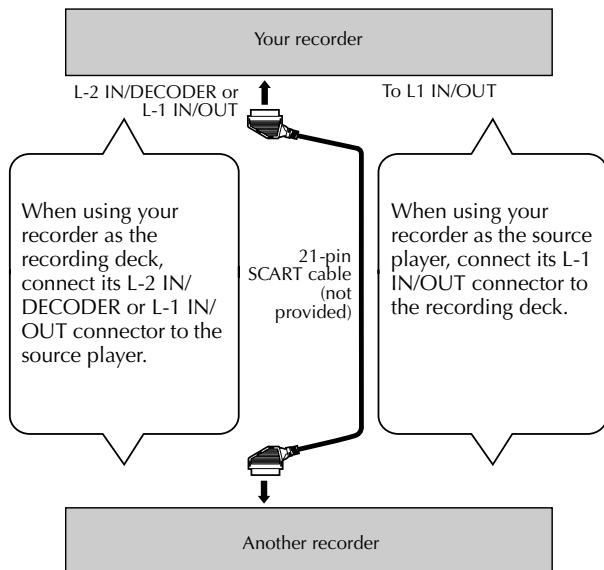 Your recorder
L-2 IN/DECODER or
L-1 IN/OUT
To L1 IN/OUT
When using your
recorder as the
recording deck,
connect its L-2 IN/
DECODER or L-1 IN/
OUT connector to the
source player.
21-pin
SCART cable
(not
provided)
When using your
recorder as the source
player, connect its L-1
IN/OUT connector to
the recording deck.
Another recorder